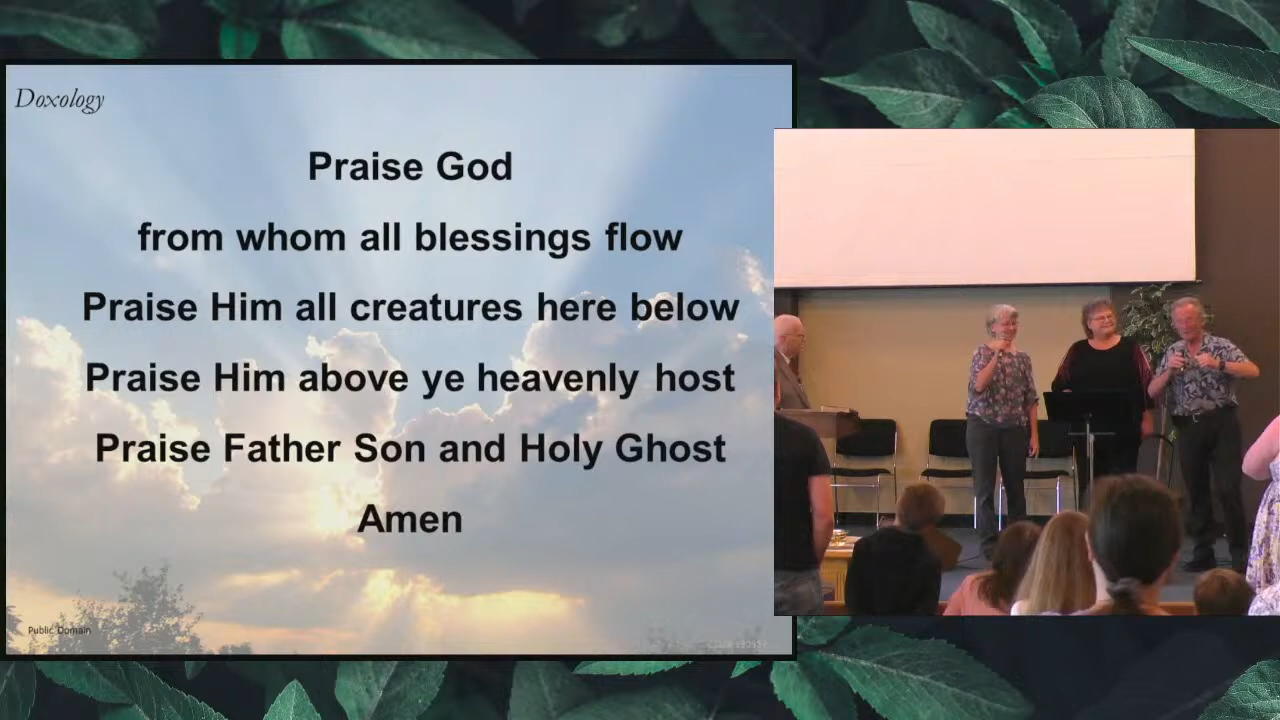 Doxology
Praise God
from whom all blessings flow
Praise Him all creatures here below
Praise Him above ye heavenly host
Praise Father Son and Holy Ghost
Amen
Public Domain